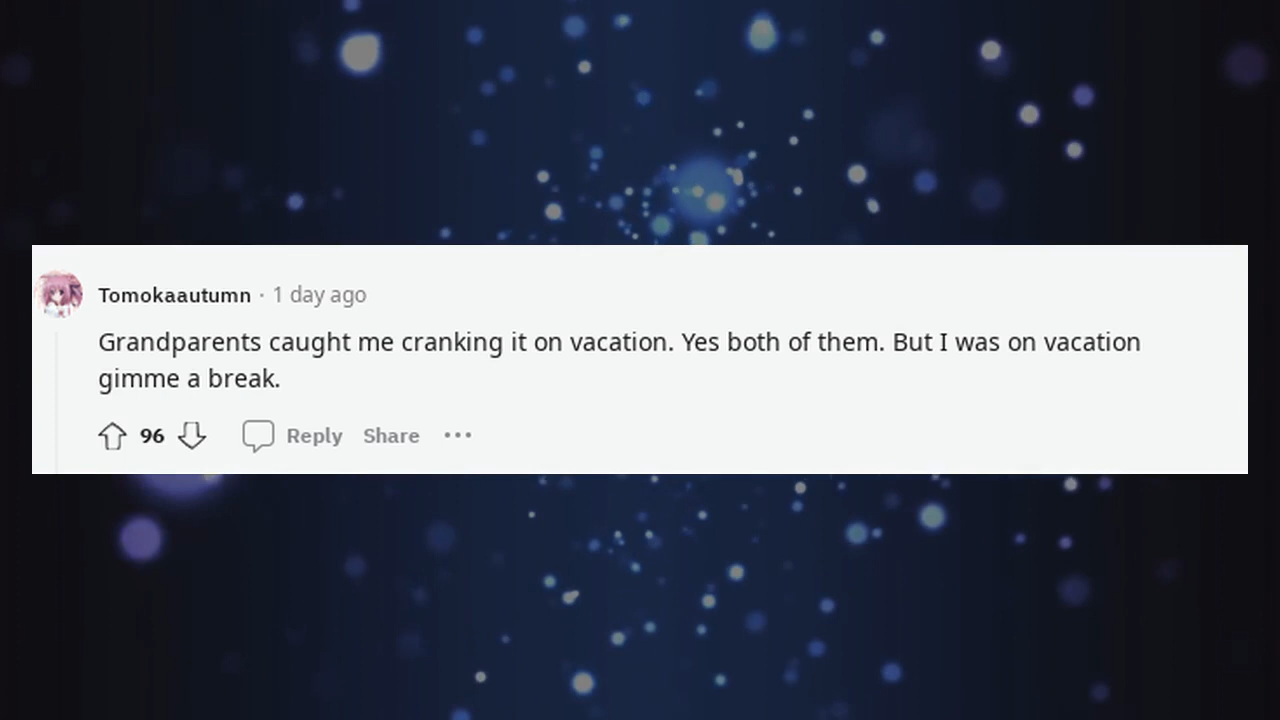 Tomokaautumn · 1 day ago
Grandparents caught me cranking it on vacation. Yes both of them. But I was on vacation
gimme a break.
96 Reply Share ···